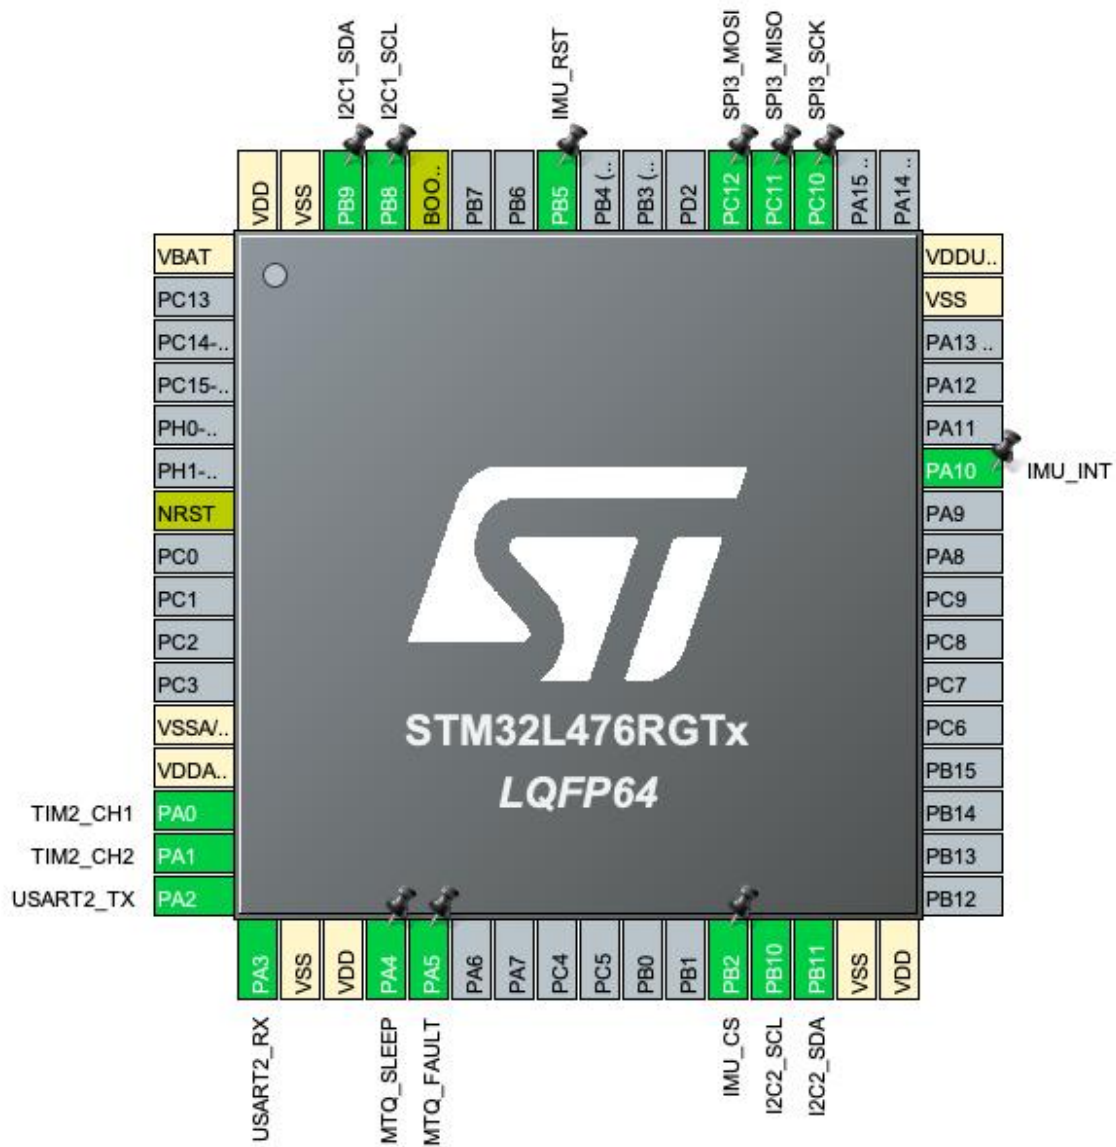 I2C1_SDA
I2C1_SCL
IMU_RST
SPI3_MOSI
SPI3_MISO
SPI3_SCK
VDD
VSS
PB9
PB8
BOO..
PB7
PB6
PB5
PB4 (..
PB3 (..
PD2
PC12
PC11
PC10
PA15 ..
PA14 ..
VBAT
PC13
PC14-..
PC15-..
PH0-..
PH1-..
NRST
PC0
PC1
PC2
PC3
VSSA/..
VDDA..
TIM2_CH1 PA0
TIM2_CH2 PA1
USART2_TX PA2
ST
STM32L476RGTx
LQFP64
VDDU..
VSS
PA13 ..
PA12
PA11
PA10 IMU_INT
PA9
PA8
PC9
PC8
PC7
PC6
PB15
PB14
PB13
PB12
PA3
VSS
VDD
PA4
PA5
PA6
PA7
PC4
PC5
PB0
PB1
PB2
PB10
PB11
VSS
VDD
USART2_RX
MTQ_SLEEP
MTQ_FAULT
IMU_CS
I2C2_SCL
I2C2_SDA